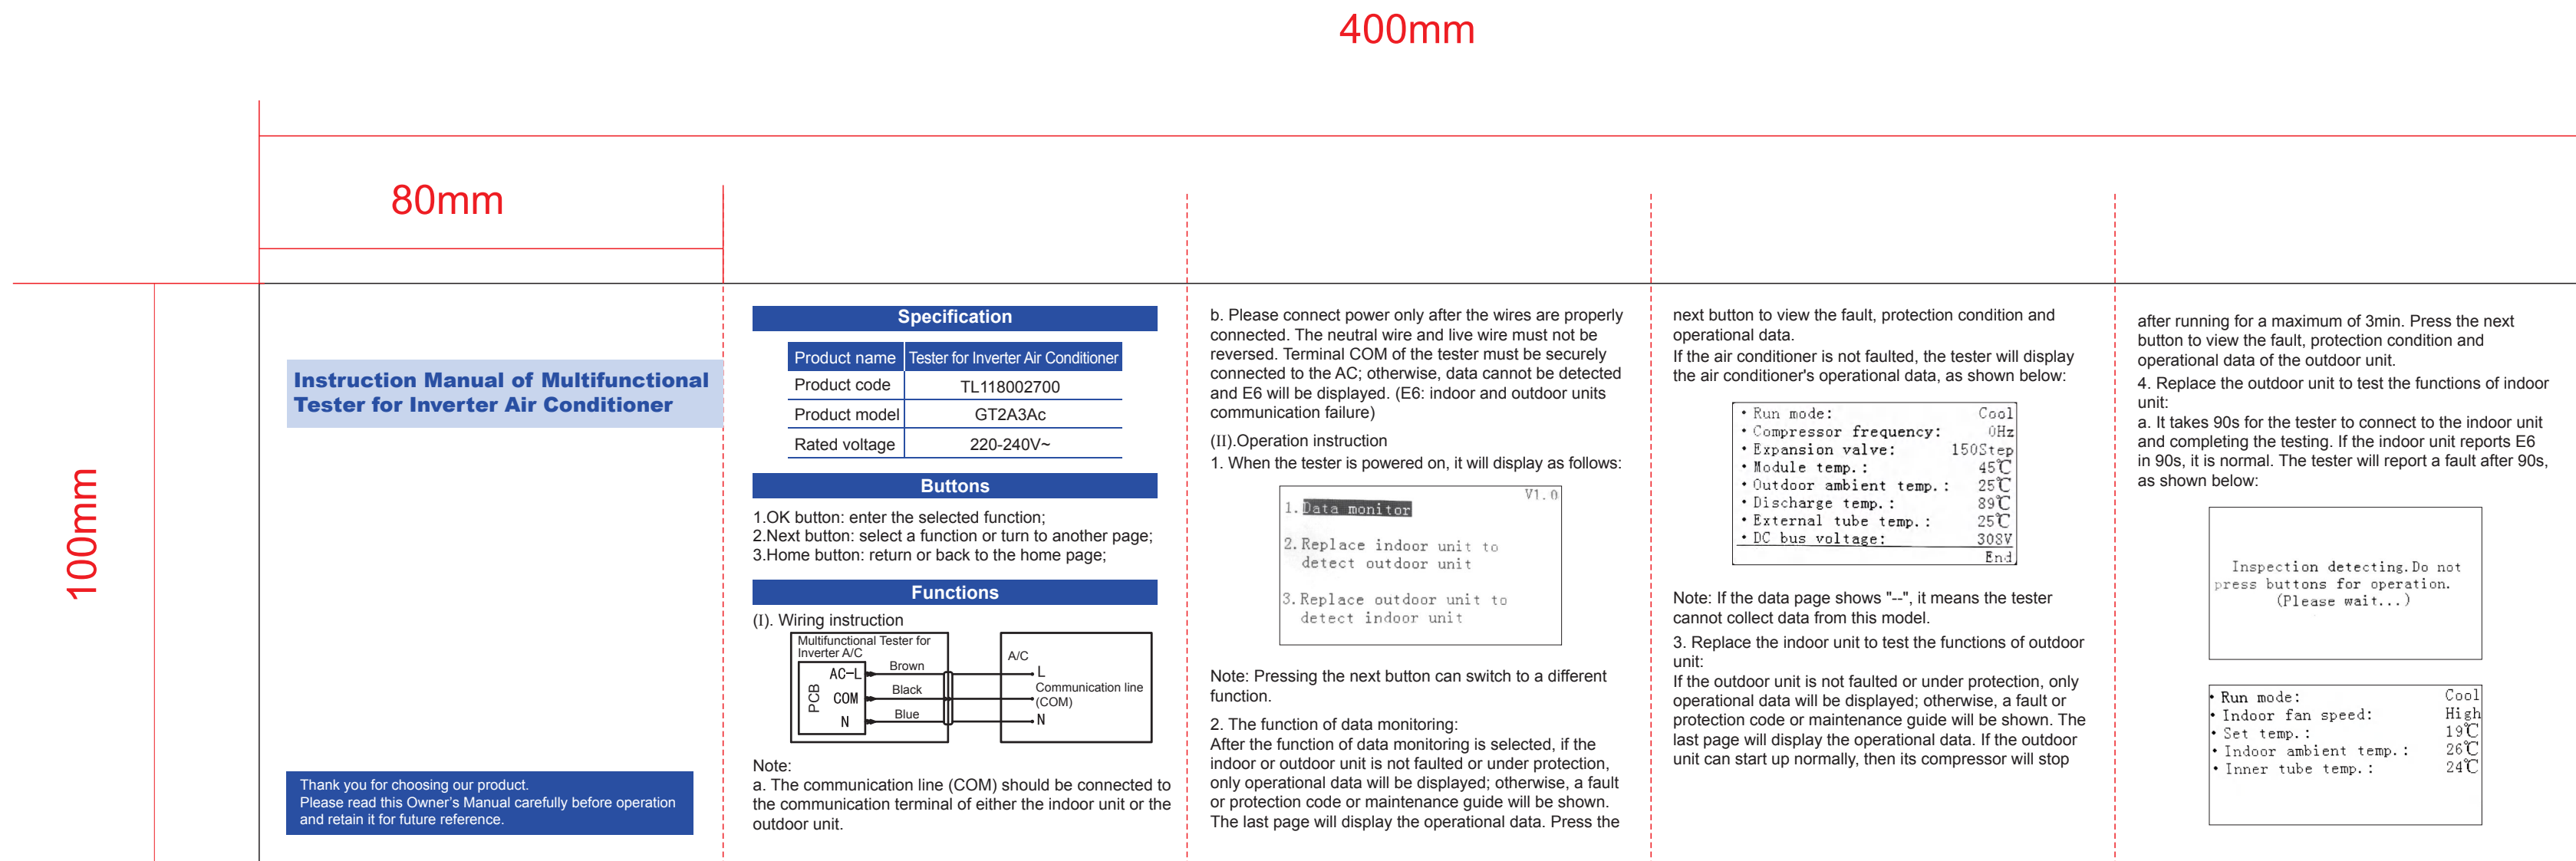 400mm
80mm
100mm
Instruction Manual of Multifunctional
Tester for Inverter Air Conditioner
Thank you for choosing our product.
Please read this Owner's Manual carefully before operation
and retain it for future reference.
Specification
Product name Tester for Inverter Air Conditioner
Product code TL118002700
Product model GT2A3Ac
Rated voltage 220-240V~
Buttons
1.OK button: enter the selected function;
2.Next button: select a function or turn to another page;
3.Home button: return or back to the home page;
Functions
(I). Wiring instruction
Multifunctional Tester for
Inverter A/C
PCB
AC-L
COM
N
Brown
Black
Blue
A/C
L
Communication line
(COM)
N
Note:
a. The communication line (COM) should be connected to
the communication terminal of either the indoor unit or the
outdoor unit.
b. Please connect power only after the wires are properly
connected. The neutral wire and live wire must not be
reversed. Terminal COM of the tester must be securely
connected to the AC; otherwise, data cannot be detected
and E6 will be displayed. (E6: indoor and outdoor units
communication failure)
(II).Operation instruction
1. When the tester is powered on, it will display as follows:
V1.0
1.Data monitor
2.Replace indoor unit to
detect outdoor unit
3.Replace outdoor unit to
detect indoor unit
Note: Pressing the next button can switch to a different
function.
2. The function of data monitoring:
After the function of data monitoring is selected, if the
indoor or outdoor unit is not faulted or under protection,
only operational data will be displayed; otherwise, a fault
or protection code or maintenance guide will be shown.
The last page will display the operational data. Press the
next button to view the fault, protection condition and
operational data.
If the air conditioner is not faulted, the tester will display
the air conditioner's operational data, as shown below:
• Run mode: Cool
• Compressor frequency: 0Hz
• Expansion valve: 150Step
• Module temp.: 45℃
• Outdoor ambient temp.: 25℃
• Discharge temp.: 89℃
• External tube temp.: 25℃
• DC bus voltage: 308V
End
Note: If the data page shows "--", it means the tester
cannot collect data from this model.
3. Replace the indoor unit to test the functions of outdoor
unit:
If the outdoor unit is not faulted or under protection, only
operational data will be displayed; otherwise, a fault or
protection code or maintenance guide will be shown. The
last page will display the operational data. If the outdoor
unit can start up normally, then its compressor will stop
after running for a maximum of 3min. Press the next
button to view the fault, protection condition and
operational data of the outdoor unit.
4. Replace the outdoor unit to test the functions of indoor
unit:
a. It takes 90s for the tester to connect to the indoor unit
and completing the testing. If the indoor unit reports E6
in 90s, it is normal. The tester will report a fault after 90s,
as shown below:
Inspection detecting.Do not
press buttons for operation.
(Please wait...)
• Run mode: Cool
• Indoor fan speed: High
• Set temp.: 19℃
• Indoor ambient temp.: 26℃
• Inner tube temp.: 24℃